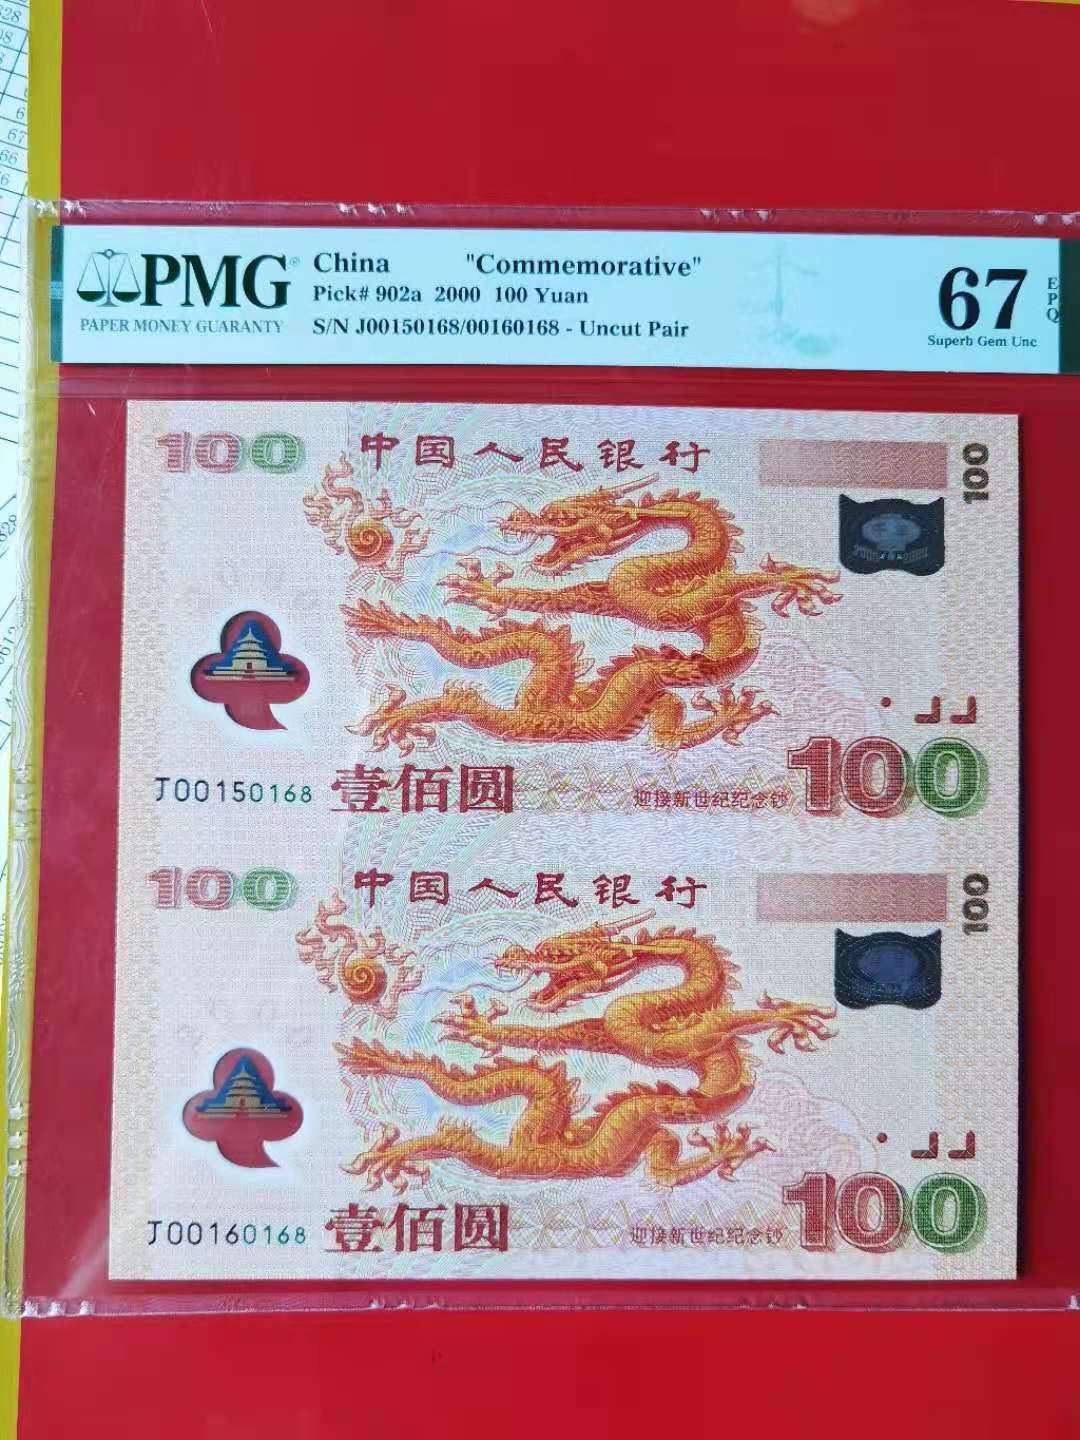 PMG®
PAPER MONEY GUARANTY
China "Commemorative"
Pick# 902a 2000 100 Yuan
S/N J00150168/00160168 - Uncut Pair
67
EPQ
Superb Gem Unc
100 中国人民银行 100
J00150168 壹佰圆 迎接新世纪纪念钞 100
100 中国人民银行 100
J00160168 壹佰圆 迎接新世纪纪念钞 100